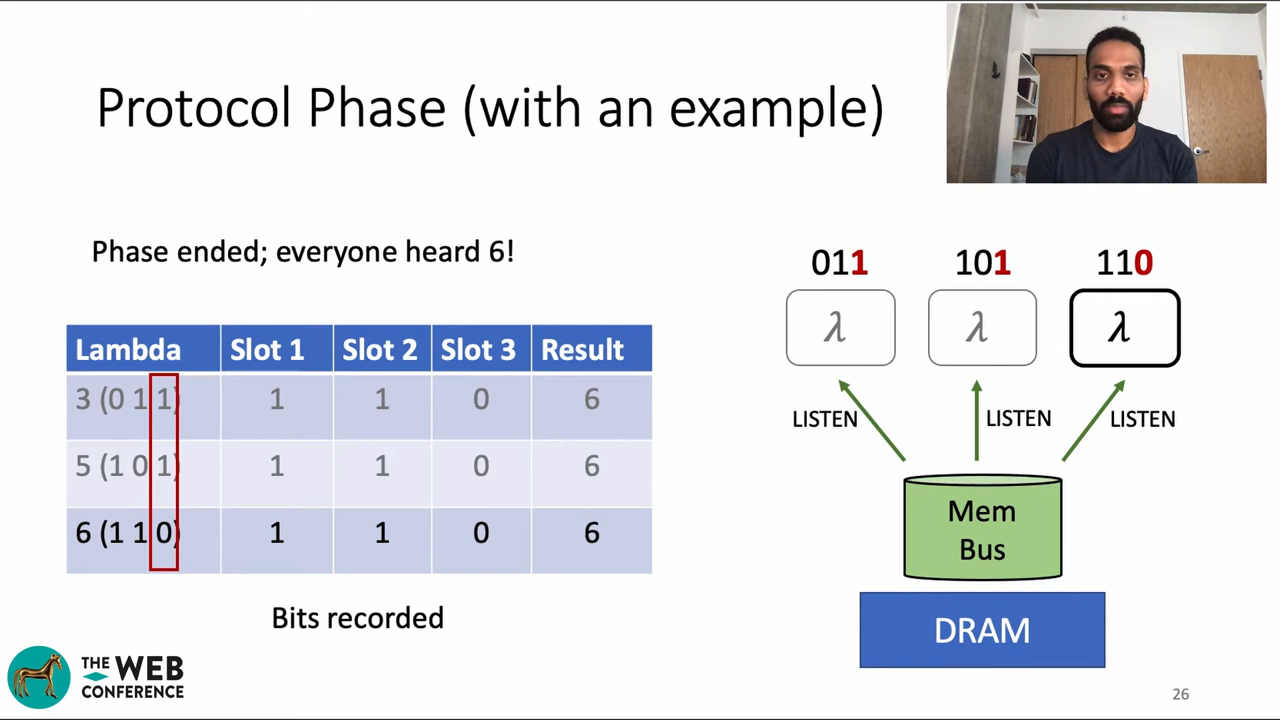 Protocol Phase (with an example)
Phase ended; everyone heard 6!
Lambda Slot 1 Slot 2 Slot 3 Result
3 (0 1 1) 1 1 0 6
5 (1 0 1) 1 1 0 6
6 (1 1 0) 1 1 0 6
Bits recorded
011 101 110
λ λ λ
LISTEN LISTEN LISTEN
Mem
Bus
DRAM
THE WEB
CONFERENCE
26